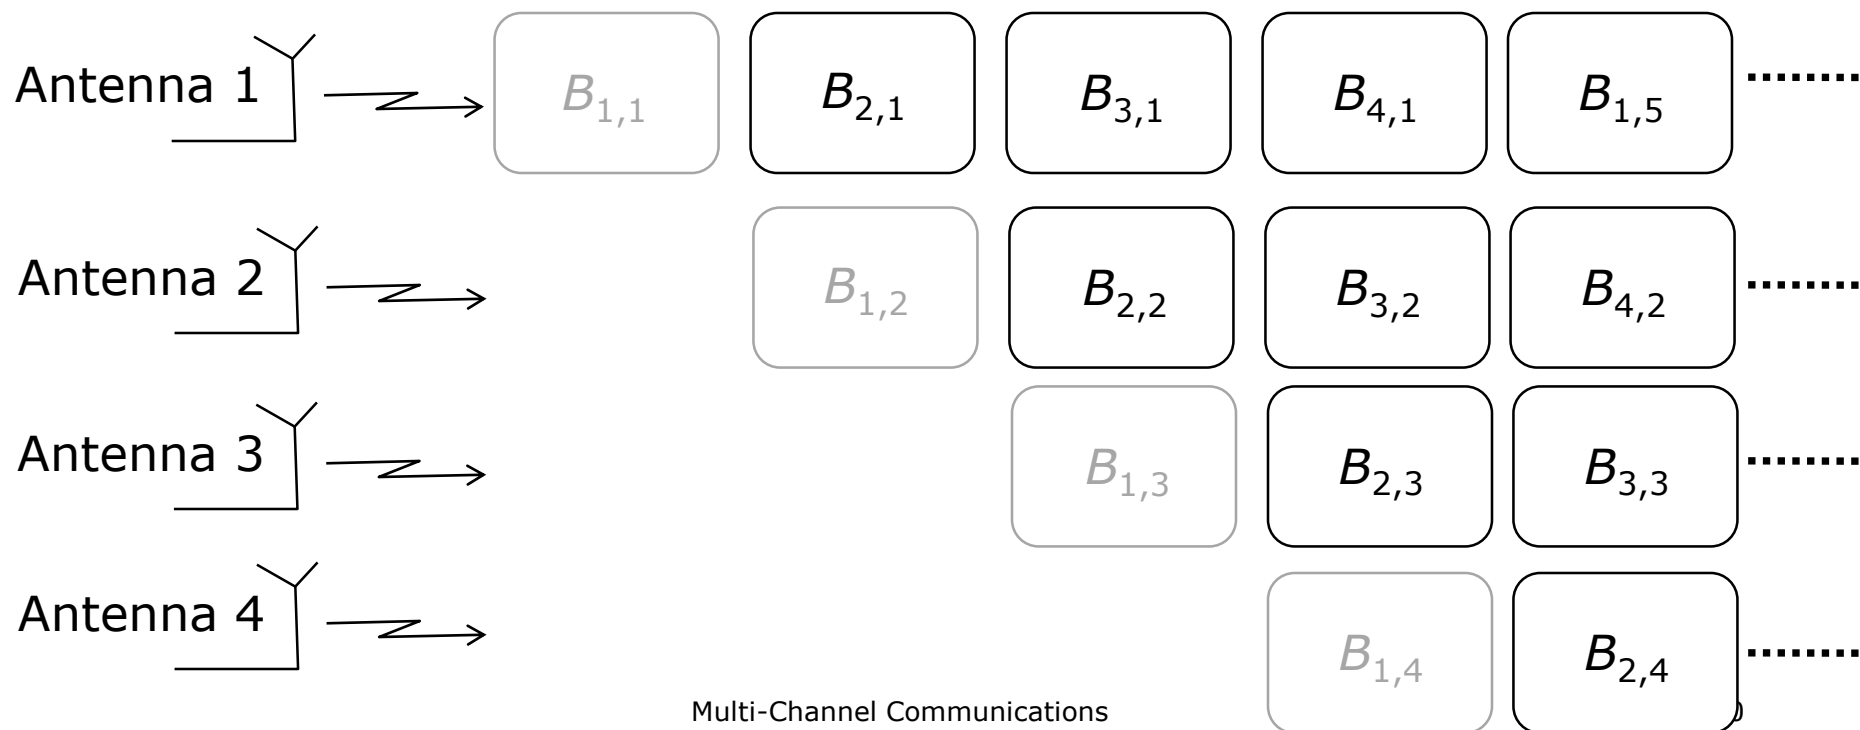 Antenna 1 B1,1 B2,1 B3,1 B4,1 B1,5
Antenna 2 B1,2 B2,2 B3,2 B4,2
Antenna 3 B1,3 B2,3 B3,3
Antenna 4 B1,4 B2,4
Multi-Channel Communications